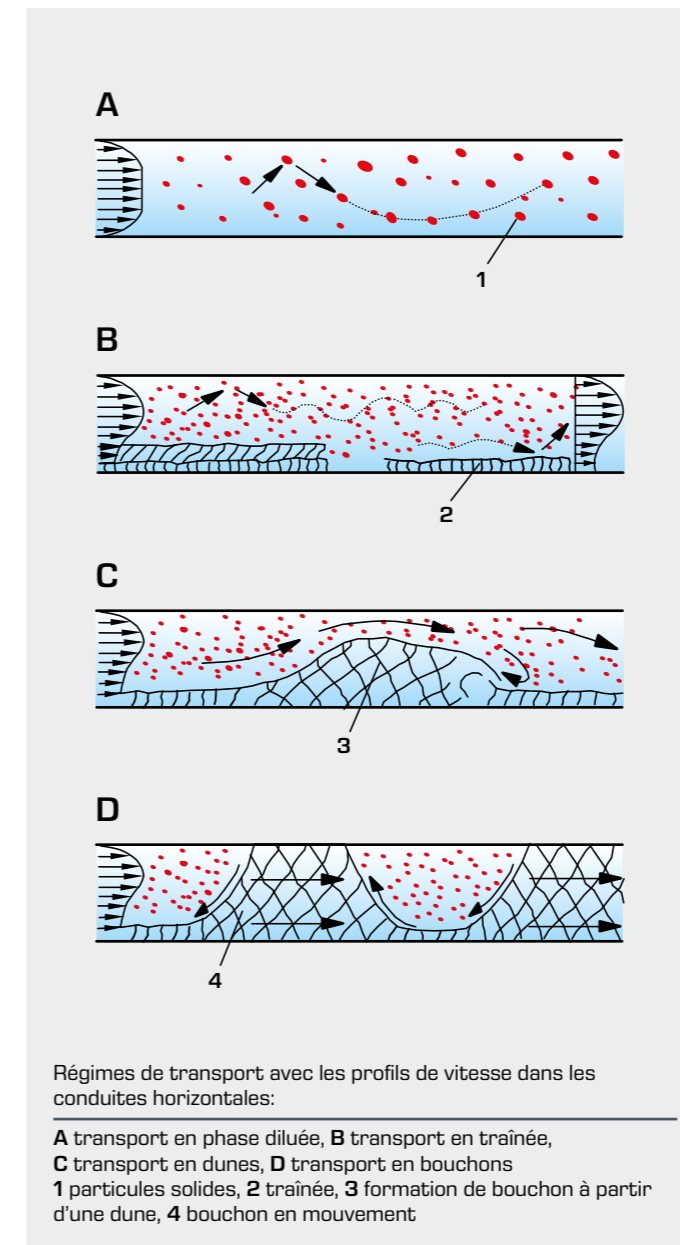 A
1
B
2
C
3
D
4
Régimes de transport avec les profils de vitesse dans les
conduites horizontales:
A transport en phase diluée, B transport en traînée,
C transport en dunes, D transport en bouchons
1 particules solides, 2 traînée, 3 formation de bouchon à partir
d'une dune, 4 bouchon en mouvement